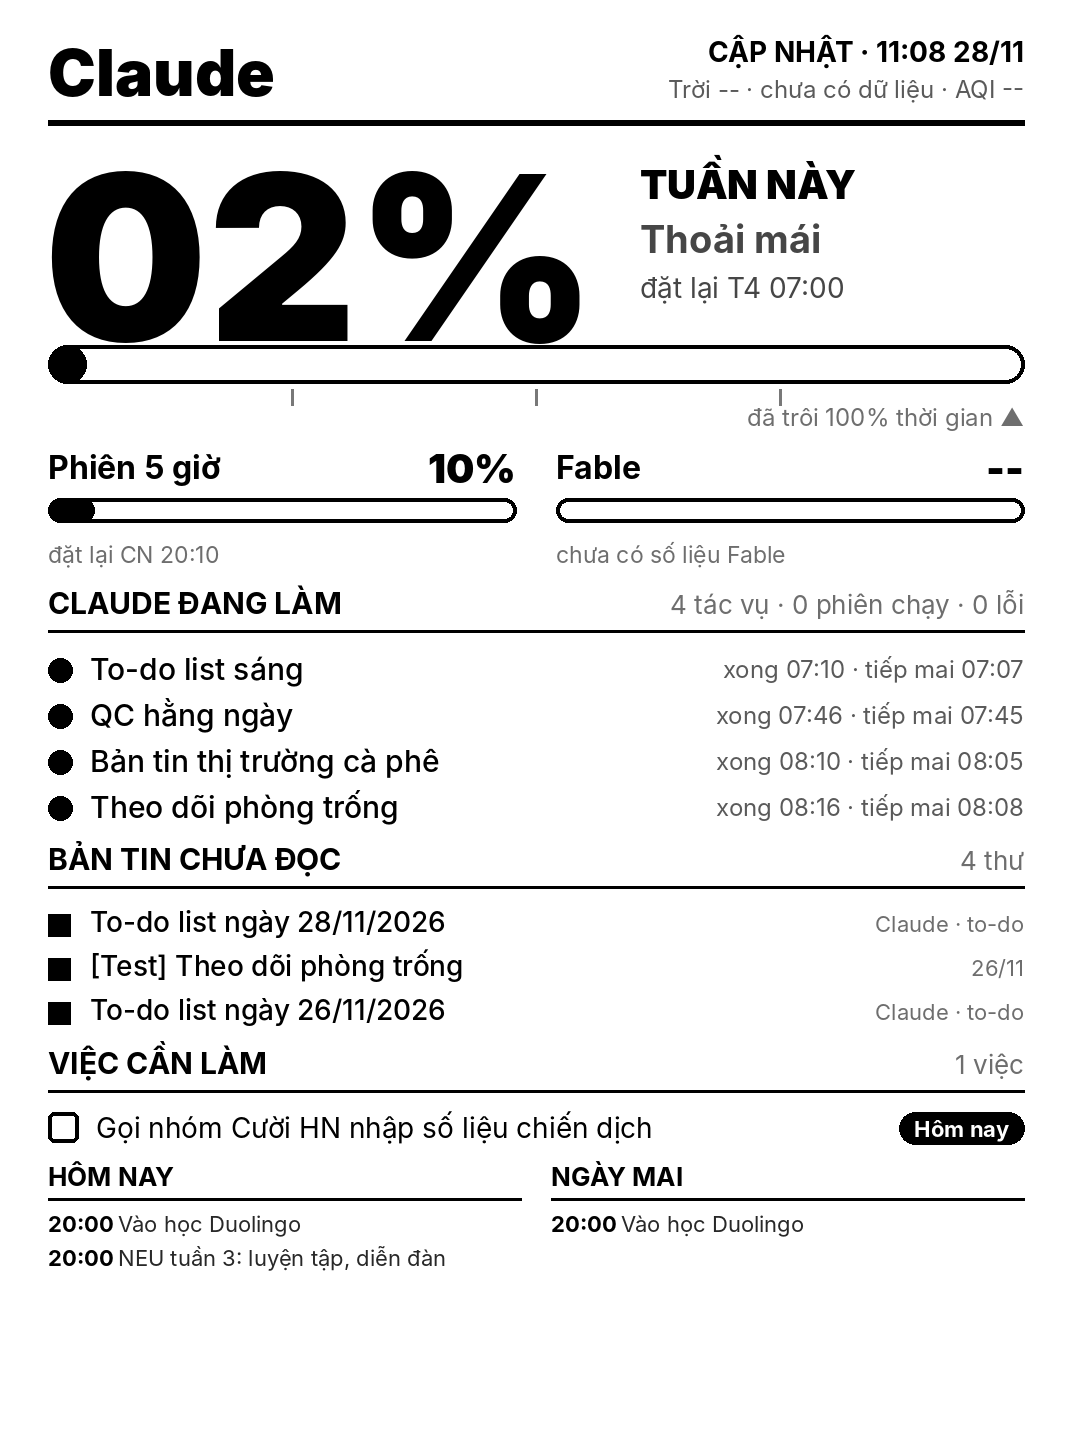 Claude
CẬP NHẬT · 11:08 28/11
Trời -- · chưa có dữ liệu · AQI --
02%
TUẦN NÀY
Thoải mái
đặt lại T4 07:00
đã trôi 100% thời gian ▲
Phiên 5 giờ 10%
đặt lại CN 20:10
Fable --
chưa có số liệu Fable
CLAUDE ĐANG LÀM 4 tác vụ · 0 phiên chạy · 0 lỗi
To-do list sáng xong 07:10 · tiếp mai 07:07
QC hằng ngày xong 07:46 · tiếp mai 07:45
Bản tin thị trường cà phê xong 08:10 · tiếp mai 08:05
Theo dõi phòng trống xong 08:16 · tiếp mai 08:08
BẢN TIN CHƯA ĐỌC 4 thư
To-do list ngày 28/11/2026 Claude · to-do
[Test] Theo dõi phòng trống 26/11
To-do list ngày 26/11/2026 Claude · to-do
VIỆC CẦN LÀM 1 việc
Gọi nhóm Cười HN nhập số liệu chiến dịch Hôm nay
HÔM NAY
20:00 Vào học Duolingo
20:00 NEU tuần 3: luyện tập, diễn đàn
NGÀY MAI
20:00 Vào học Duolingo